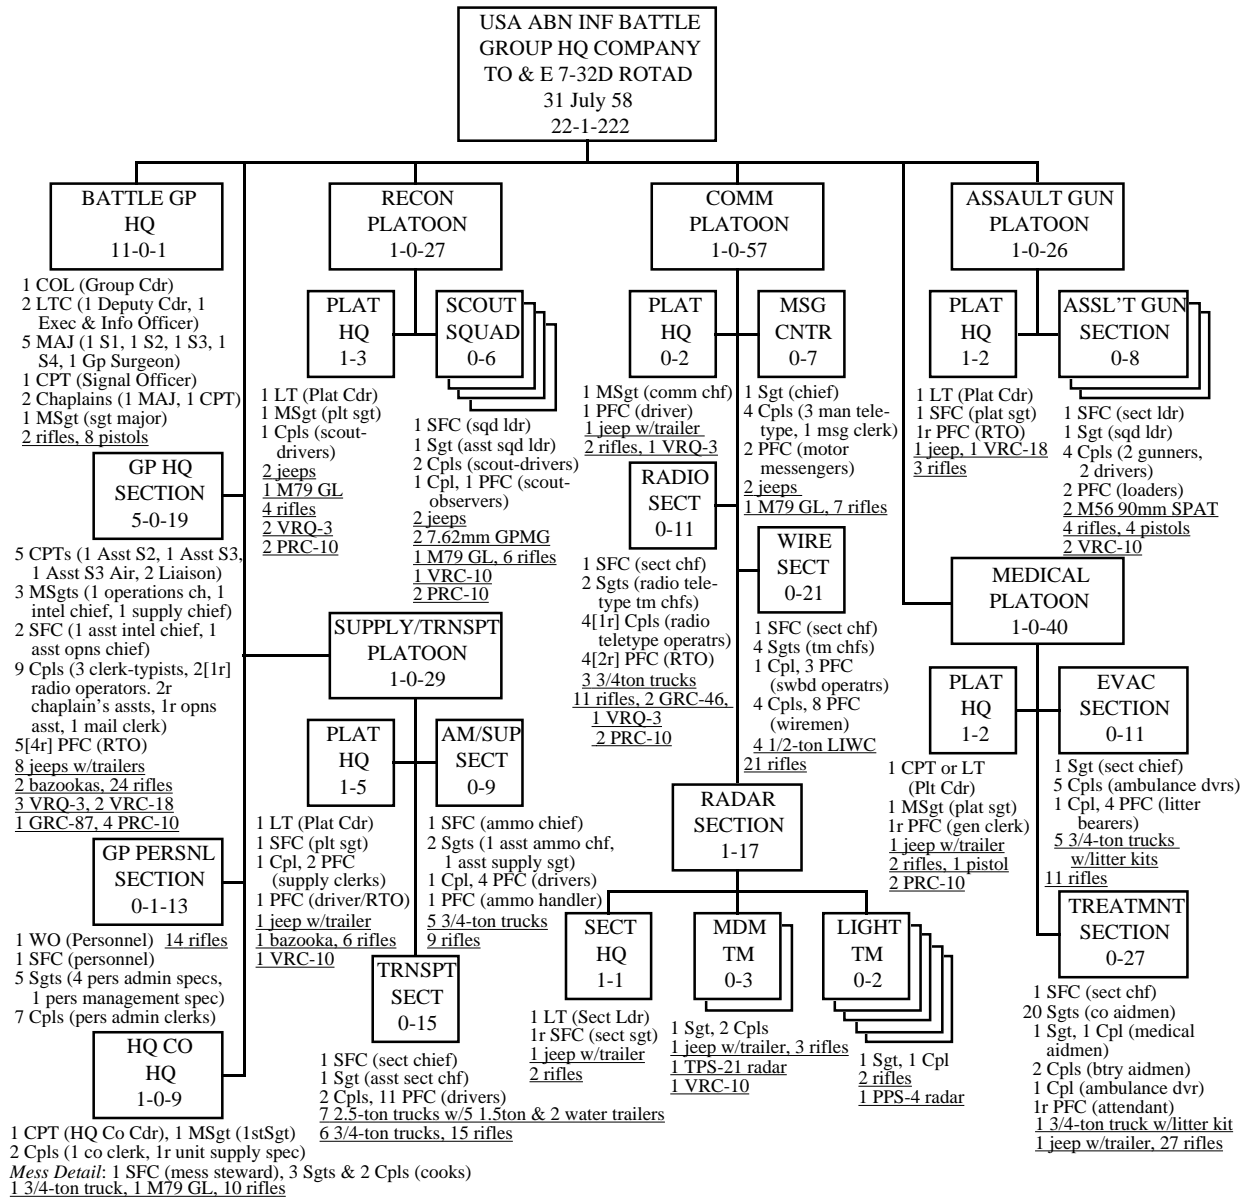 USA ABN INF BATTLE
GROUP HQ COMPANY
TO & E 7-32D ROTAD
31 July 58
22-1-222
BATTLE GP
HQ
11-0-1
1 COL (Group Cdr)
2 LTC (1 Deputy Cdr, 1
Exec & Info Officer)
5 MAJ (1 S1, 1 S2, 1 S3, 1
S4, 1 Gp Surgeon)
1 CPT (Signal Officer)
2 Chaplains (1 MAJ, 1 CPT)
1 MSgt (sgt major)
2 rifles, 8 pistols
GP HQ
SECTION
5-0-19
5 CPTs (1 Asst S2, 1 Asst S3,
1 Asst S3 Air, 2 Liaison)
3 MSgts (1 operations ch, 1
intel chief, 1 supply chief)
2 SFC (1 asst intel chief, 1
asst opns chief)
9 Cpls (3 clerk-typists, 2[1r]
radio operators. 2r
chaplain's assts, 1r opns
asst, 1 mail clerk)
5[4r] PFC (RTO)
8 jeeps w/trailers
2 bazookas, 24 rifles
3 VRQ-3, 2 VRC-18
1 GRC-87, 4 PRC-10
GP PERSNL
SECTION
0-1-13
1 WO (Personnel) 14 rifles
1 SFC (personnel)
5 Sgts (4 pers admin specs,
1 pers management spec)
7 Cpls (pers admin clerks)
HQ CO
HQ
1-0-9
1 CPT (HQ Co Cdr), 1 MSgt (1stSgt)
2 Cpls (1 co clerk, 1r unit supply spec)
Mess Detail: 1 SFC (mess steward), 3 Sgts & 2 Cpls (cooks)
1 3/4-ton truck, 1 M79 GL, 10 rifles
RECON
PLATOON
1-0-27
PLAT
HQ
1-3
1 LT (Plat Cdr)
1 MSgt (plt sgt)
1 Cpls (scout-
drivers)
2 jeeps
1 M79 GL
4 rifles
2 VRQ-3
2 PRC-10
SCOUT
SQUAD
0-6
1 SFC (sqd ldr)
1 Sgt (asst sqd ldr)
2 Cpls (scout-drivers)
1 Cpl, 1 PFC (scout-
observers)
2 jeeps
2 7.62mm GPMG
1 M79 GL, 6 rifles
1 VRC-10
2 PRC-10
SUPPLY/TRNSPT
PLATOON
1-0-29
PLAT
HQ
1-5
1 LT (Plat Cdr)
1 SFC (plt sgt)
1 Cpl, 2 PFC
(supply clerks)
1 PFC (driver/RTO)
1 jeep w/trailer
1 bazooka, 6 rifles
1 VRC-10
AM/SUP
SECT
0-9
1 SFC (ammo chief)
2 Sgts (1 asst ammo chf,
1 asst supply sgt)
1 Cpl, 4 PFC (drivers)
1 PFC (ammo handler)
5 3/4-ton trucks
9 rifles
TRNSPT
SECT
0-15
1 SFC (sect chief)
1 Sgt (asst sect chf)
2 Cpls, 11 PFC (drivers)
7 2.5-ton trucks w/5 1.5ton & 2 water trailers
6 3/4-ton trucks, 15 rifles
COMM
PLATOON
1-0-57
PLAT
HQ
0-2
1 MSgt (comm chf)
1 PFC (driver)
1 jeep w/trailer
2 rifles, 1 VRQ-3
MSG
CNTR
0-7
1 Sgt (chief)
4 Cpls (3 man tele-
type, 1 msg clerk)
2 PFC (motor
messengers)
2 jeeps
1 M79 GL, 7 rifles
RADIO
SECT
0-11
1 SFC (sect chf)
2 Sgts (radio tele-
type tm chfs)
4[1r] Cpls (radio
teletype operatrs)
4[2r] PFC (RTO)
3 3/4ton trucks
11 rifles, 2 GRC-46,
1 VRQ-3
2 PRC-10
WIRE
SECT
0-21
1 SFC (sect chf)
4 Sgts (tm chfs)
1 Cpl, 3 PFC
(swbd operatrs)
4 Cpls, 8 PFC
(wiremen)
4 1/2-ton LIWC
21 rifles
RADAR
SECTION
1-17
SECT
HQ
1-1
1 LT (Sect Ldr)
1r SFC (sect sgt)
1 jeep w/trailer
2 rifles
MDM
TM
0-3
1 Sgt, 2 Cpls
1 jeep w/trailer, 3 rifles
1 TPS-21 radar
1 VRC-10
LIGHT
TM
0-2
1 Sgt, 1 Cpl
2 rifles
1 PPS-4 radar
ASSAULT GUN
PLATOON
1-0-26
PLAT
HQ
1-2
1 LT (Plat Cdr)
1 SFC (plat sgt)
1r PFC (RTO)
1 jeep, 1 VRC-18
3 rifles
ASSL'T GUN
SECTION
0-8
1 SFC (sect ldr)
1 Sgt (sqd ldr)
4 Cpls (2 gunners,
2 drivers)
2 PFC (loaders)
2 M56 90mm SPAT
4 rifles, 4 pistols
2 VRC-10
MEDICAL
PLATOON
1-0-40
PLAT
HQ
1-2
1 CPT or LT
(Plt Cdr)
1 MSgt (plat sgt)
1r PFC (gen clerk)
1 jeep w/trailer
2 rifles, 1 pistol
2 PRC-10
EVAC
SECTION
0-11
1 Sgt (sect chief)
5 Cpls (ambulance dvrs)
1 Cpl, 4 PFC (litter
bearers)
5 3/4-ton trucks
w/litter kits
11 rifles
TREATMNT
SECTION
0-27
1 SFC (sect chf)
20 Sgts (co aidmen)
1 Sgt, 1 Cpl (medical
aidmen)
2 Cpls (btry aidmen)
1 Cpl (ambulance dvr)
1r PFC (attendant)
1 3/4-ton truck w/litter kit
1 jeep w/trailer, 27 rifles